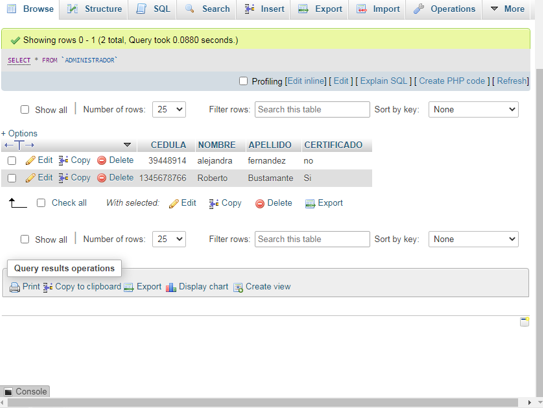 Browse Structure SQL Search Insert Export Import Operations More
Showing rows 0 - 1 (2 total, Query took 0.0880 seconds.)
SELECT * FROM `ADMINISTRADOR`
Profiling [Edit inline] [ Edit ] [ Explain SQL ] [ Create PHP code ] [ Refresh]
Show all Number of rows: 25 Filter rows: Search this table Sort by key: None
+ Options
←T→ CEDULA NOMBRE APELLIDO CERTIFICADO
Edit Copy Delete 39448914 alejandra fernandez no
Edit Copy Delete 1345678766 Roberto Bustamante Si
Check all With selected: Edit Copy Delete Export
Show all Number of rows: 25 Filter rows: Search this table Sort by key: None
Query results operations
Print Copy to clipboard Export Display chart Create view
Console